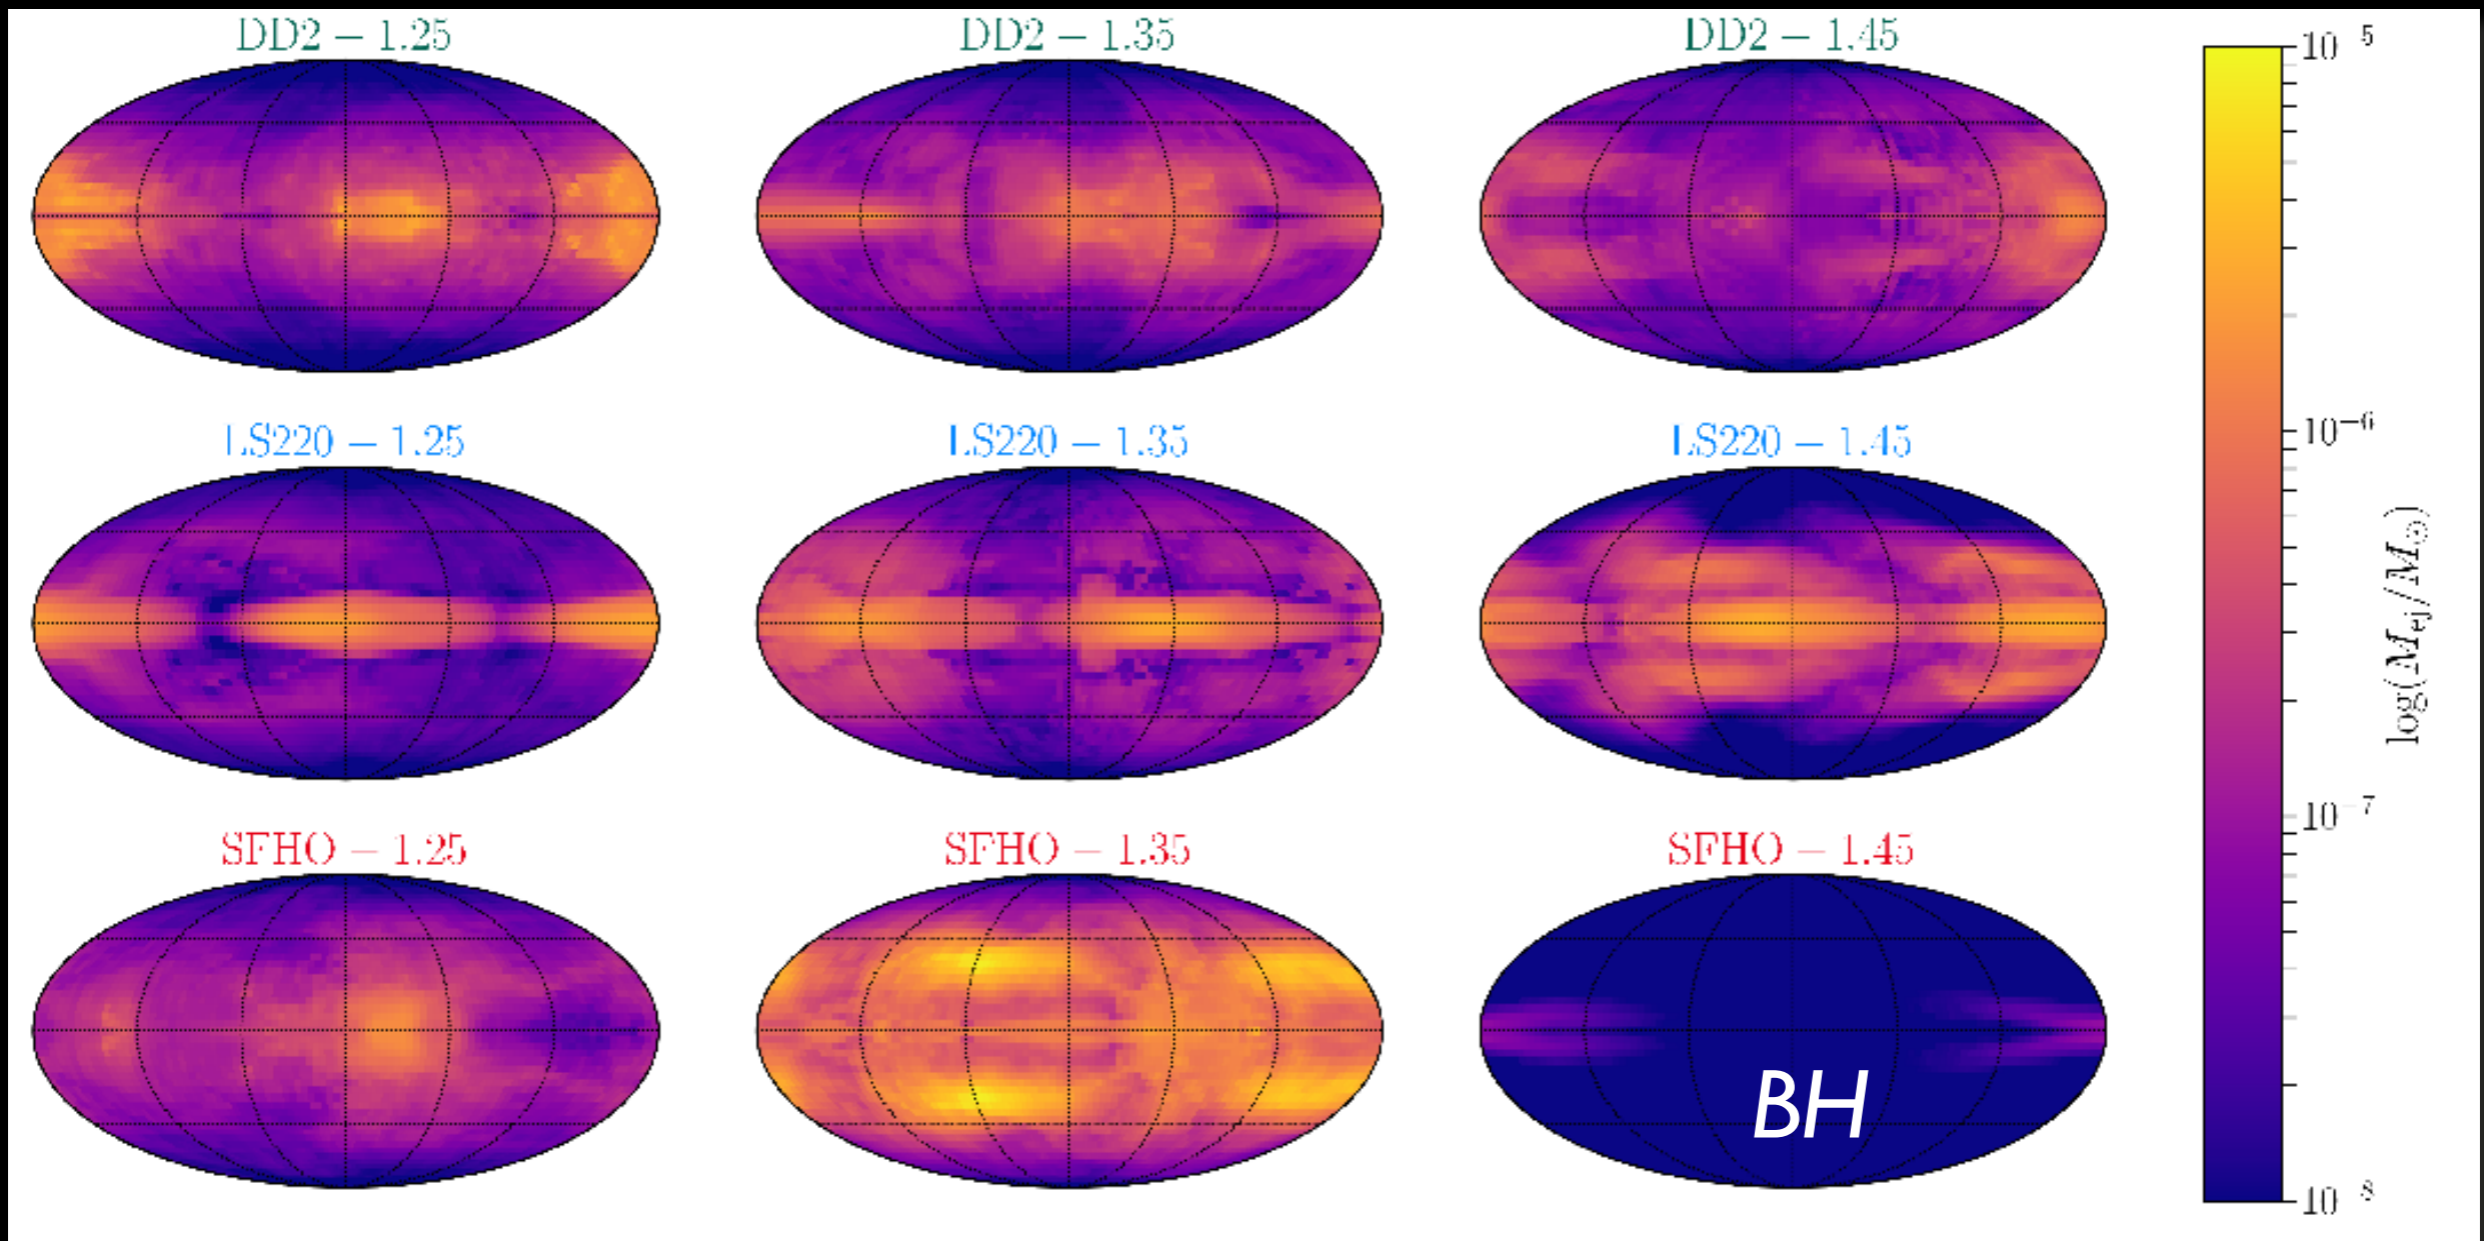 DD2 − 1.25
DD2 − 1.35
DD2 − 1.45
10⁻⁵
LS220 − 1.25
LS220 − 1.35
LS220 − 1.45
10⁻⁶
log(M_ej/M_⊙)
10⁻⁷
SFHO − 1.25
SFHO − 1.35
SFHO − 1.45
BH
10⁻⁸